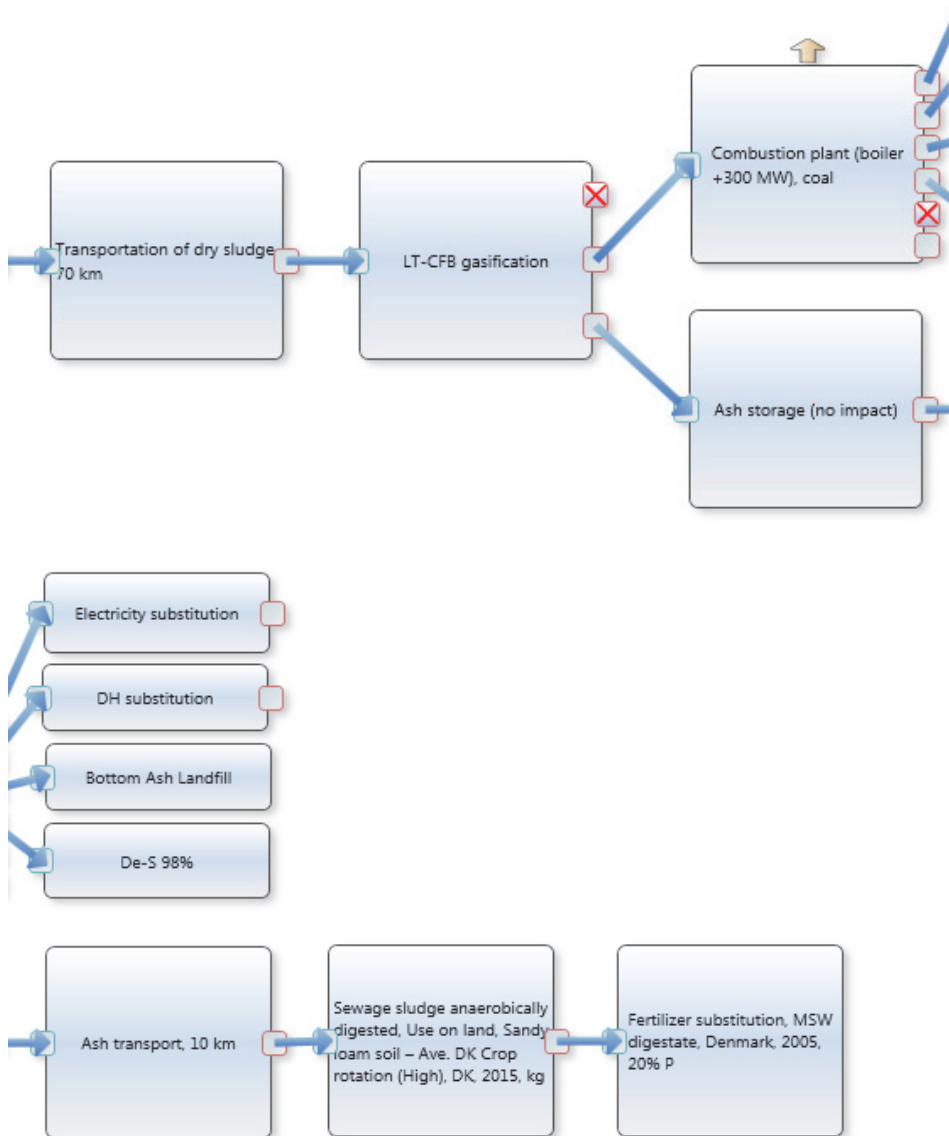 Combustion plant (boiler
+300 MW), coal
Transportation of dry sludge
70 km
LT-CFB gasification
Ash storage (no impact)
Electricity substitution
DH substitution
Bottom Ash Landfill
De-S 98%
Ash transport, 10 km
Sewage sludge anaerobically
digested, Use on land, Sandy
loam soil – Ave. DK Crop
rotation (High), DK, 2015, kg
Fertilizer substitution, MSW
digestate, Denmark, 2005,
20% P